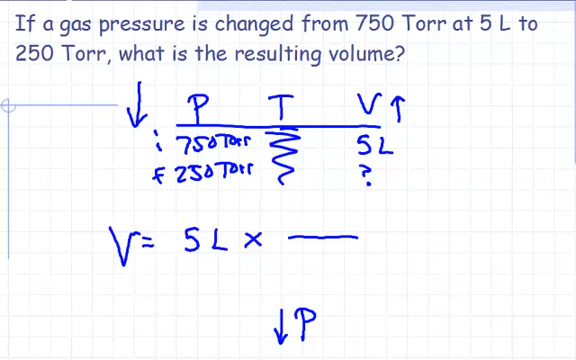 If a gas pressure is changed from 750 Torr at 5 L to
250 Torr, what is the resulting volume?
↓ P T V ↑
i 750 Torr 5 L
f 250 Torr ?
V = 5 L ×
↓ P